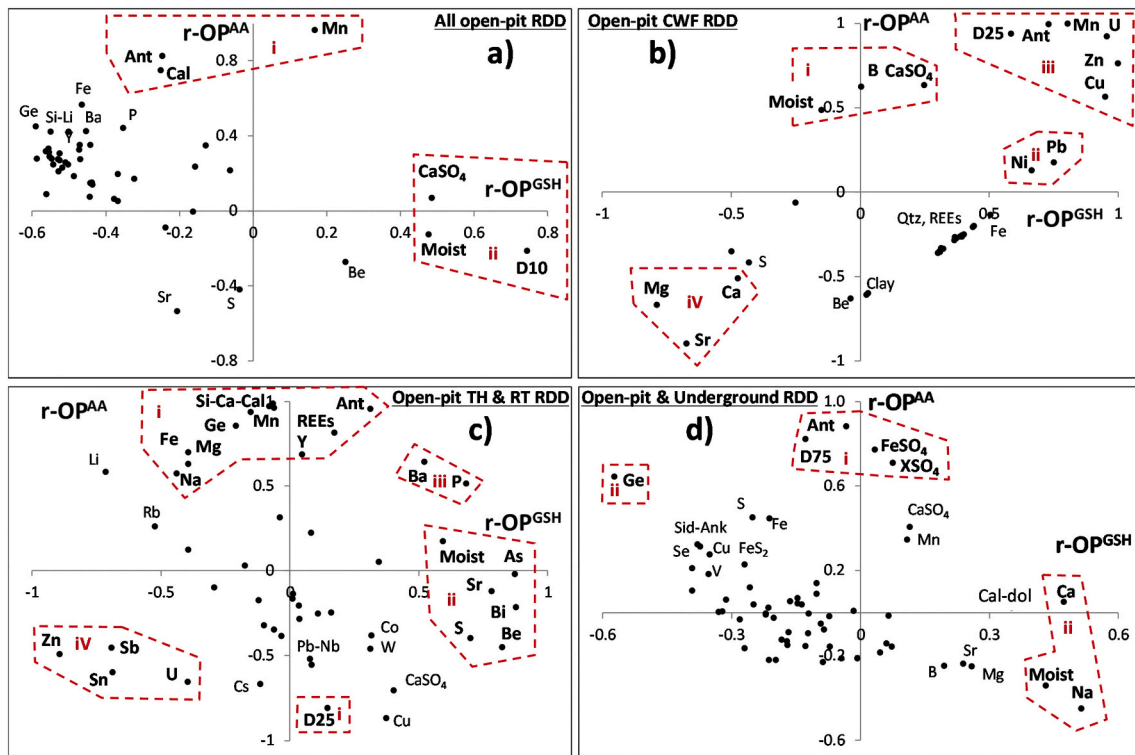 r-OP^AA
All open-pit RDD
a)
i
Mn
Ant
Cal
Fe
Ge
Si-Li
Ba
P
Y
0.8
0.4
0
-0.4
-0.8
-0.6
-0.4
-0.2
0
0.2
0.4
0.6
0.8
CaSO₄
r-OP^GSH
Moist
ii
D10
Be
Sr
S
Open-pit CWF RDD
b)
r-OP^AA
1
D25
Ant
Mn
U
i
iii
B
CaSO₄
Zn
Cu
Moist
0.5
Pb
ii
Ni
0
-1
-0.5
0
0.5
1
r-OP^GSH
Qtz, REEs
Fe
S
Mg
iV
Ca
Clay
Be
Sr
-0.5
-1
Open-pit TH & RT RDD
c)
r-OP^AA
1
i
Si-Ca-Cal1
Mn
Ant
Ge
REEs
Fe
Mg
Y
Na
Li
Ba
iii
P
0.5
Rb
r-OP^GSH
Moist
As
0
-1
-0.5
0
0.5
1
Sr
ii
Bi
S
Be
Zn
iV
Sb
Sn
U
Co
W
Pb-Nb
-0.5
Cs
CaSO₄
D25
i
Cu
-1
Open-pit & Underground RDD
d)
r-OP^AA
1
Ant
FeSO₄
D75
i
XSO₄
Ge
ii
0.6
S
Fe
CaSO₄
Mn
Sid-Ank
Se
Cu
FeS₂
V
r-OP^GSH
0.2
Cal-dol
Ca
-0.6
-0.3
0
0.3
0.6
ii
-0.2
Sr
B
Mg
Moist
Na
-0.6